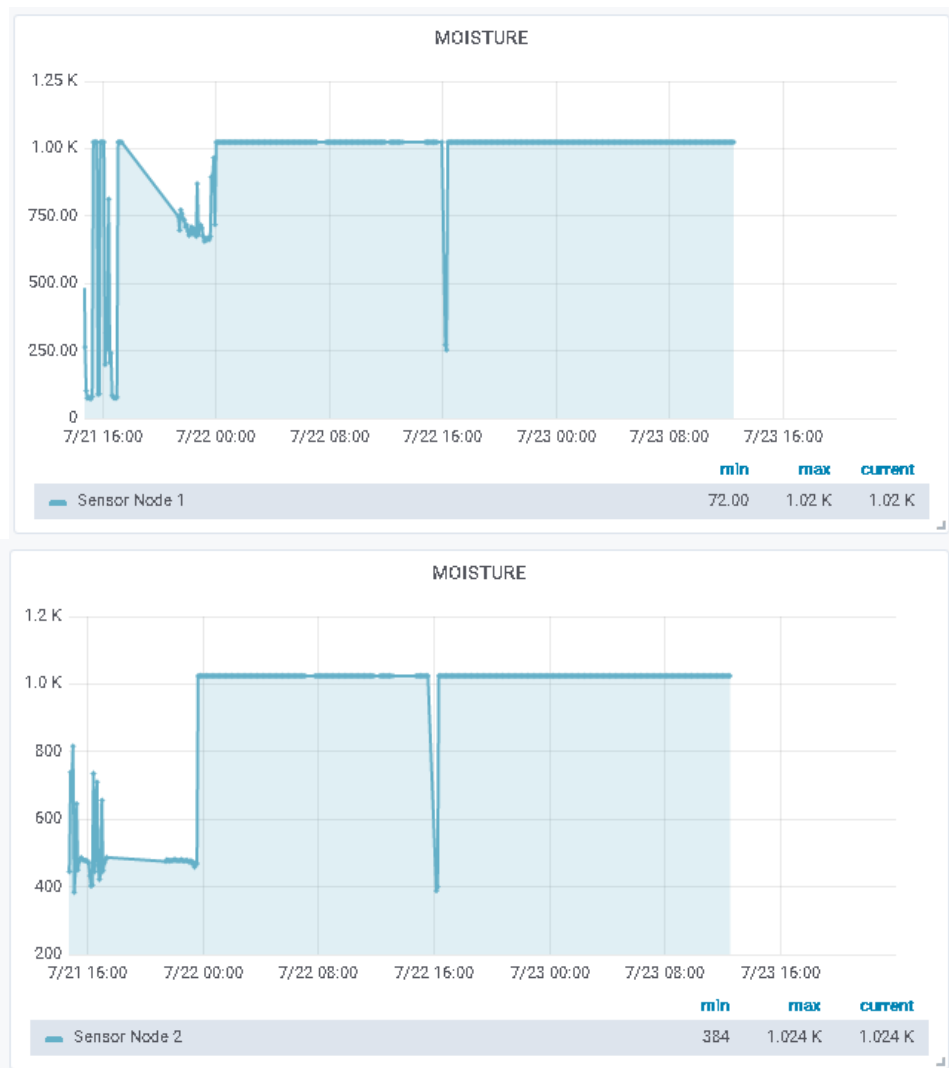 MOISTURE
1.25 K
1.00 K
750.00
500.00
250.00
0
7/21 16:00 7/22 00:00 7/22 08:00 7/22 16:00 7/23 00:00 7/23 08:00 7/23 16:00
min max current
Sensor Node 1 72.00 1.02 K 1.02 K
MOISTURE
1.2 K
1.0 K
800
600
400
200
7/21 16:00 7/22 00:00 7/22 08:00 7/22 16:00 7/23 00:00 7/23 08:00 7/23 16:00
min max current
Sensor Node 2 384 1.024 K 1.024 K